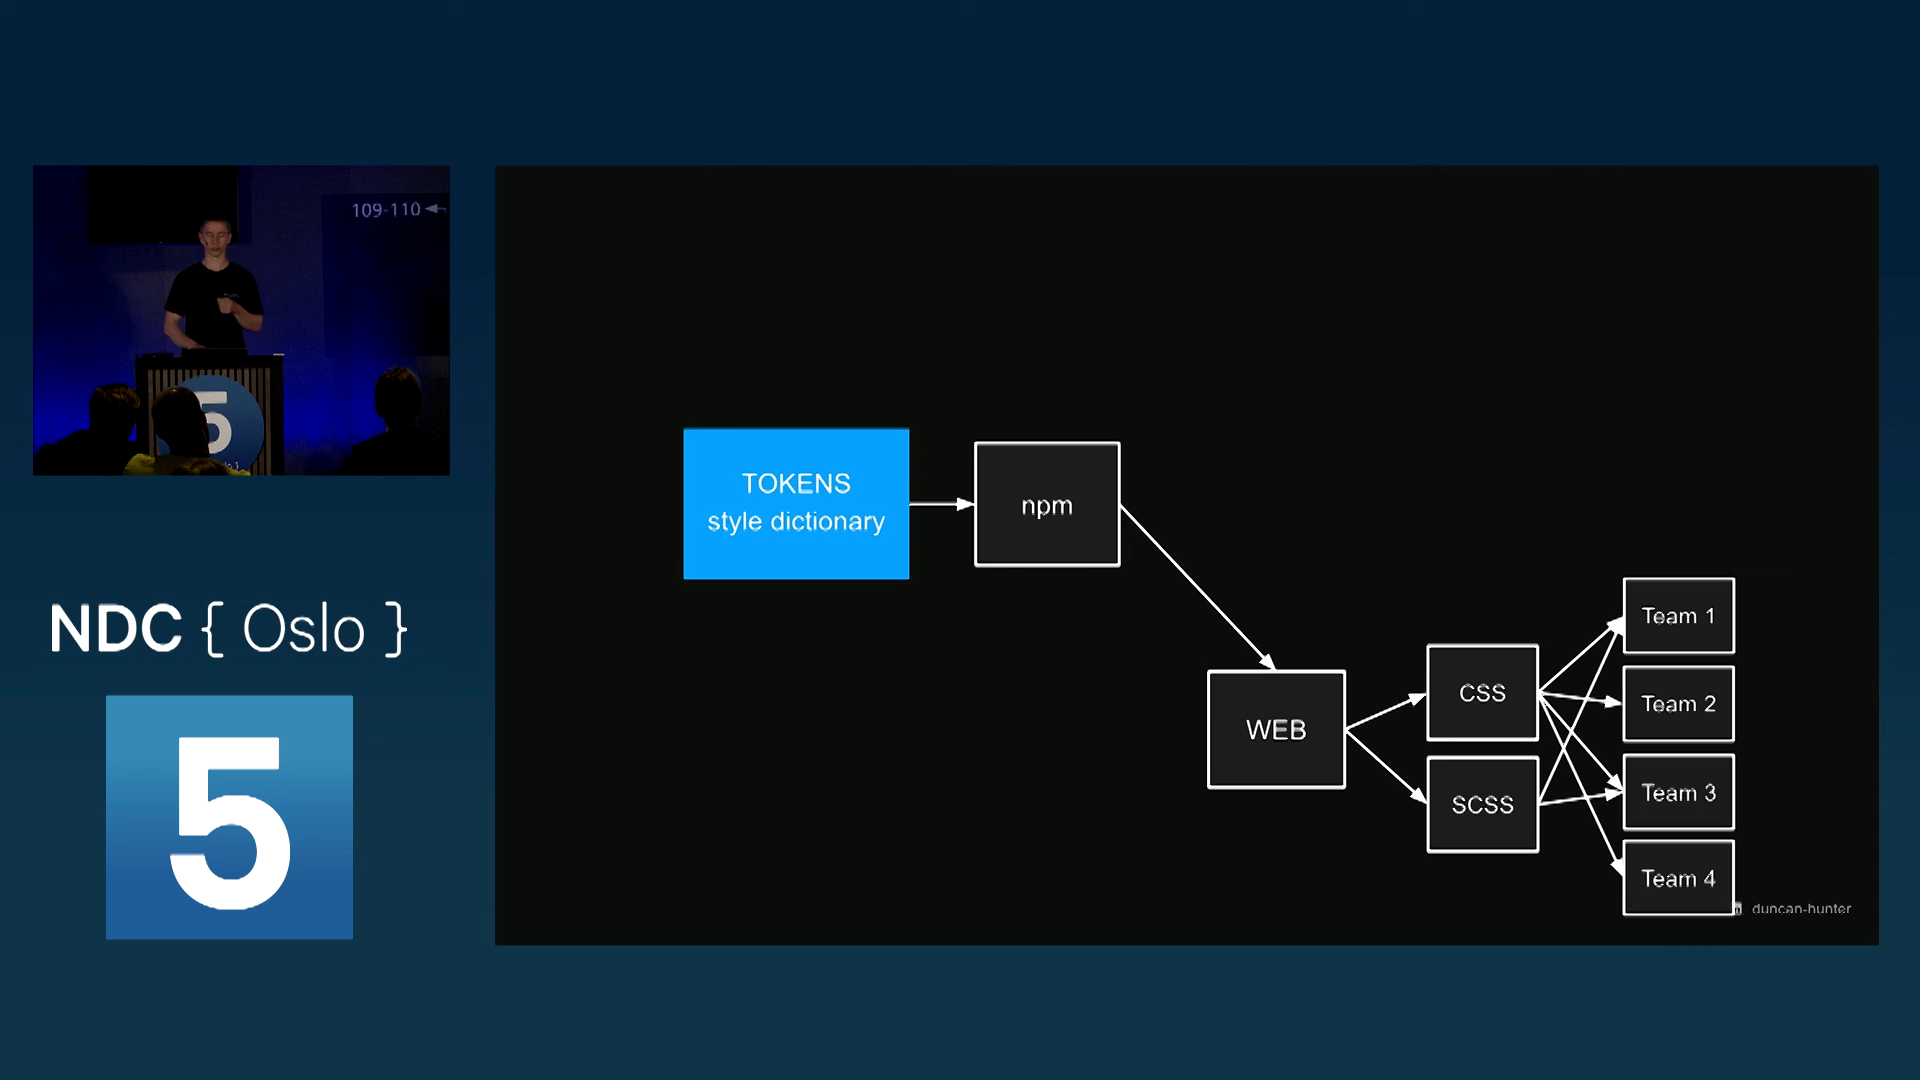 109-110
5
NDC { Oslo }
5
TOKENS
style dictionary
npm
WEB
CSS
SCSS
Team 1
Team 2
Team 3
Team 4
duncan-hunter